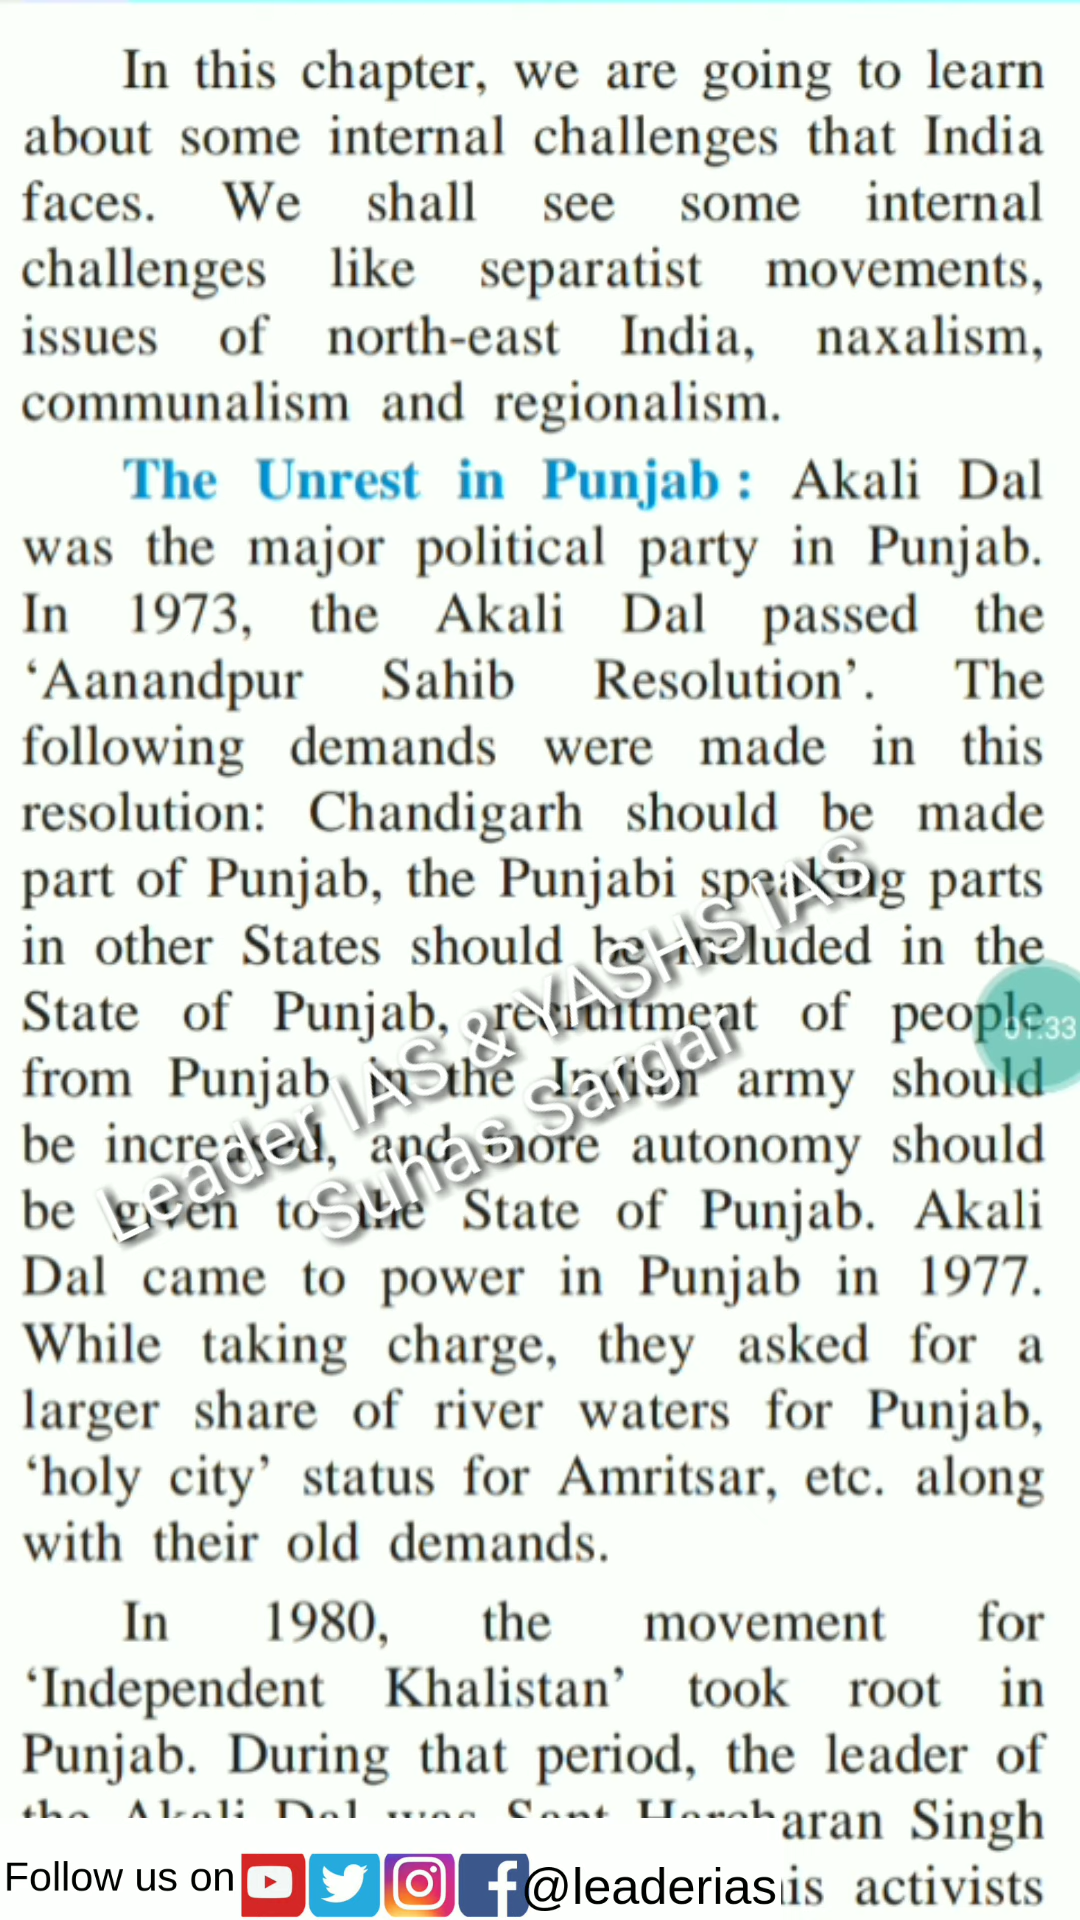 In this chapter, we are going to learn
about some internal challenges that India
faces. We shall see some internal
challenges like separatist movements,
issues of north-east India, naxalism,
communalism and regionalism.
The Unrest in Punjab : Akali Dal
was the major political party in Punjab.
In 1973, the Akali Dal passed the
‘Aanandpur Sahib Resolution’. The
following demands were made in this
resolution: Chandigarh should be made
part of Punjab, the Punjabi speaking parts
in other States should be included in the
State of Punjab, recruitment of people
from Punjab in the Indian army should
be increased, and more autonomy should
be given to the State of Punjab. Akali
Dal came to power in Punjab in 1977.
While taking charge, they asked for a
larger share of river waters for Punjab,
‘holy city’ status for Amritsar, etc. along
with their old demands.
In 1980, the movement for
‘Independent Khalistan’ took root in
Punjab. During that period, the leader of
the Akali Dal was Sant Harcharan Singh
is activists
Leader IAS & YASHS IAS
Suhas Sargar
01:33
Follow us on @leaderias